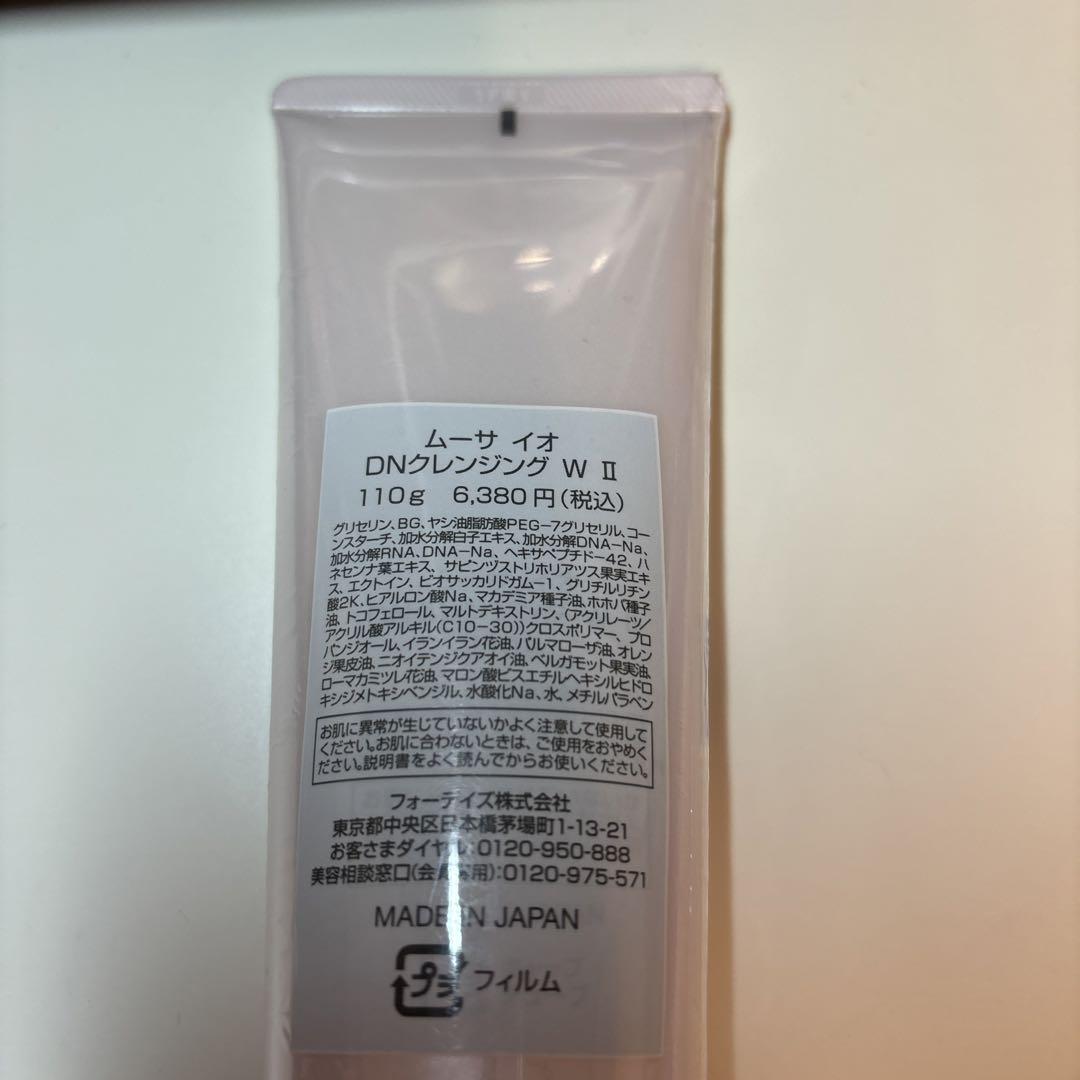 ムーサ イオ
DNクレンジング W Ⅱ
110g 6,380円(税込)
グリセリン、BG、ヤシ油脂肪酸PEG-7グリセリル、コー
ンスターチ、加水分解白子エキス、加水分解DNA-Na、
加水分解RNA、DNA-Na、ヘキサペプチド-42、ハ
ネセンナ葉エキス、サピンヅストリホリアツス果実エキ
ス、エクトイン、ビオサッカリドガム-1、グリチルリチン
酸2K、ヒアルロン酸Na、マカデミア種子油、ホホバ種子
油、トコフェロール、マルトデキストリン、(アクリレーツ/
アクリル酸アルキル(C10-30))クロスポリマー、プロ
パンジオール、イランイラン花油、パルマローザ油、オレン
ジ果皮油、ニオイテンジクアオイ油、ベルガモット果実油、
ローマカミツレ花油、マロン酸ビスエチルヘキシルヒドロ
キシジメトキシベンジル、水酸化Na、水、メチルパラベン
お肌に異常が生じていないかよく注意して使用して
ください。お肌に合わないときは、ご使用をおやめく
ださい。説明書をよく読んでからお使いください。
フォーデイズ株式会社
東京都中央区日本橋茅場町1-13-21
お客さまダイヤル:0120-950-888
美容相談窓口(会員専用):0120-975-571
MADE IN JAPAN
プラ フィルム